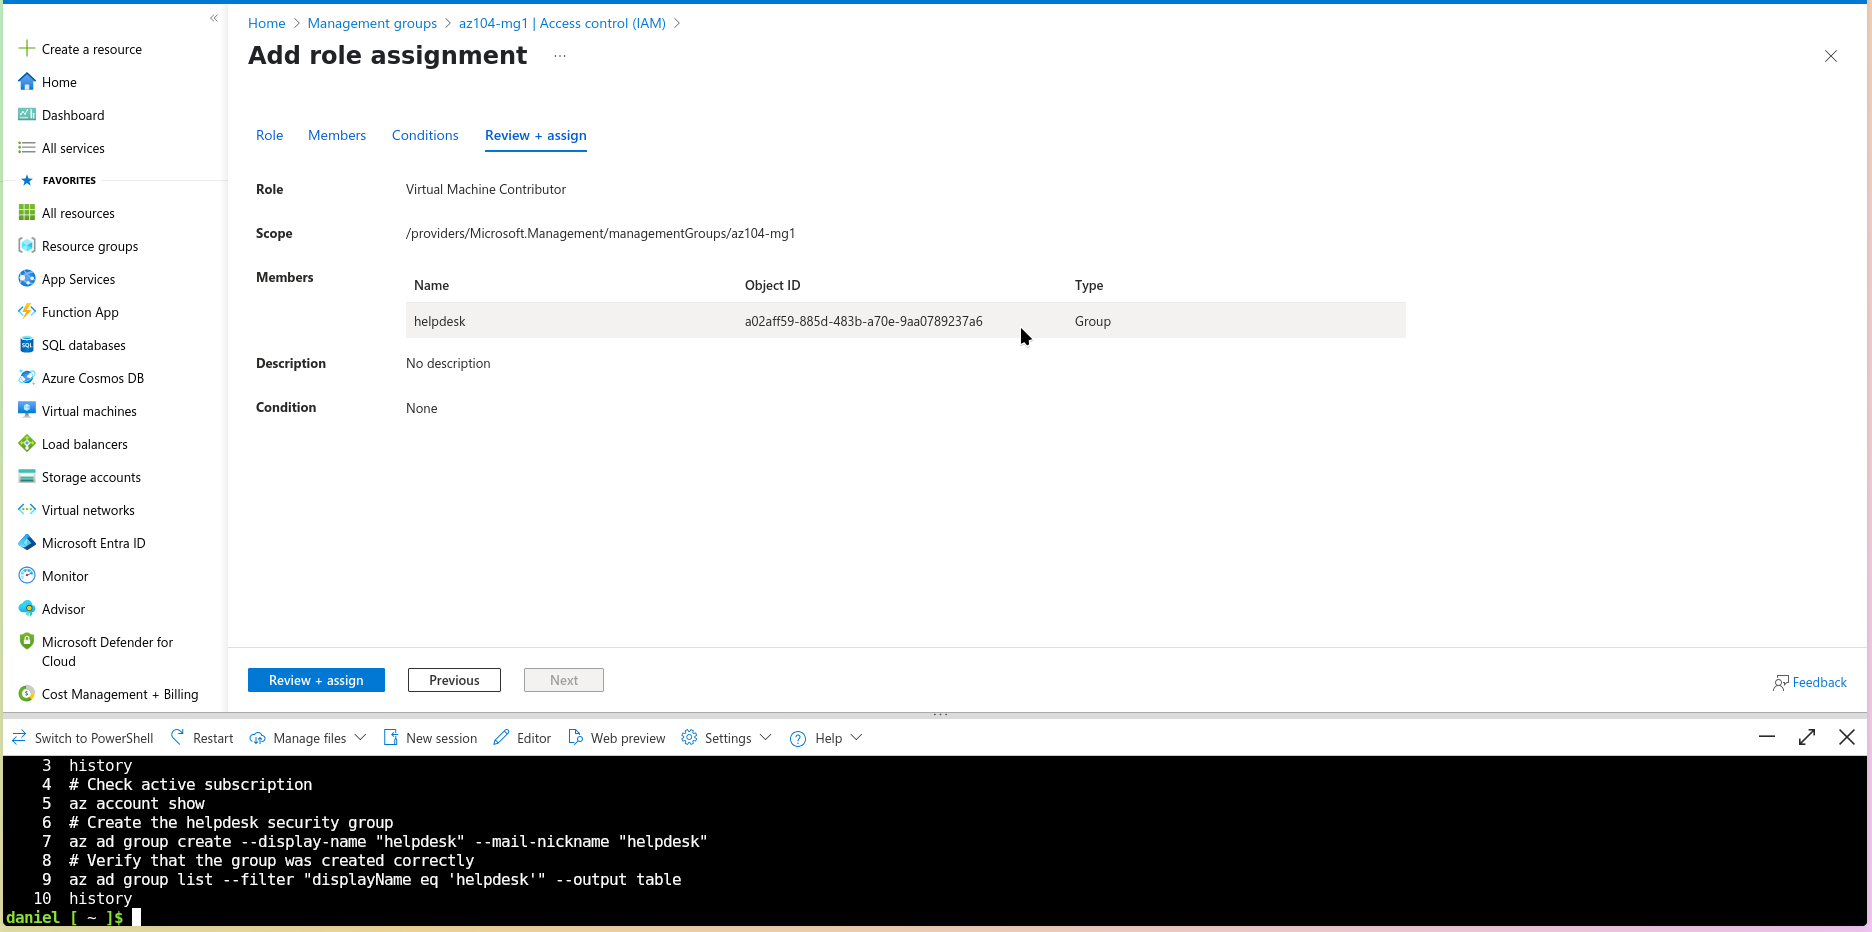 Home > Management groups > az104-mg1 | Access control (IAM) >
Add role assignment ...
«
Create a resource
Home
Dashboard
All services
FAVORITES
All resources
Resource groups
App Services
Function App
SQL databases
Azure Cosmos DB
Virtual machines
Load balancers
Storage accounts
Virtual networks
Microsoft Entra ID
Monitor
Advisor
Microsoft Defender for
Cloud
Cost Management + Billing
Role Members Conditions Review + assign
Role Virtual Machine Contributor
Scope /providers/Microsoft.Management/managementGroups/az104-mg1
Members
Name Object ID Type
helpdesk a02aff59-885d-483b-a70e-9aa0789237a6 Group
Description No description
Condition None
Review + assign Previous Next
Feedback
Switch to PowerShell Restart Manage files New session Editor Web preview Settings Help
3 history
4 # Check active subscription
5 az account show
6 # Create the helpdesk security group
7 az ad group create --display-name "helpdesk" --mail-nickname "helpdesk"
8 # Verify that the group was created correctly
9 az ad group list --filter "displayName eq 'helpdesk'" --output table
10 history
daniel [ ~ ]$